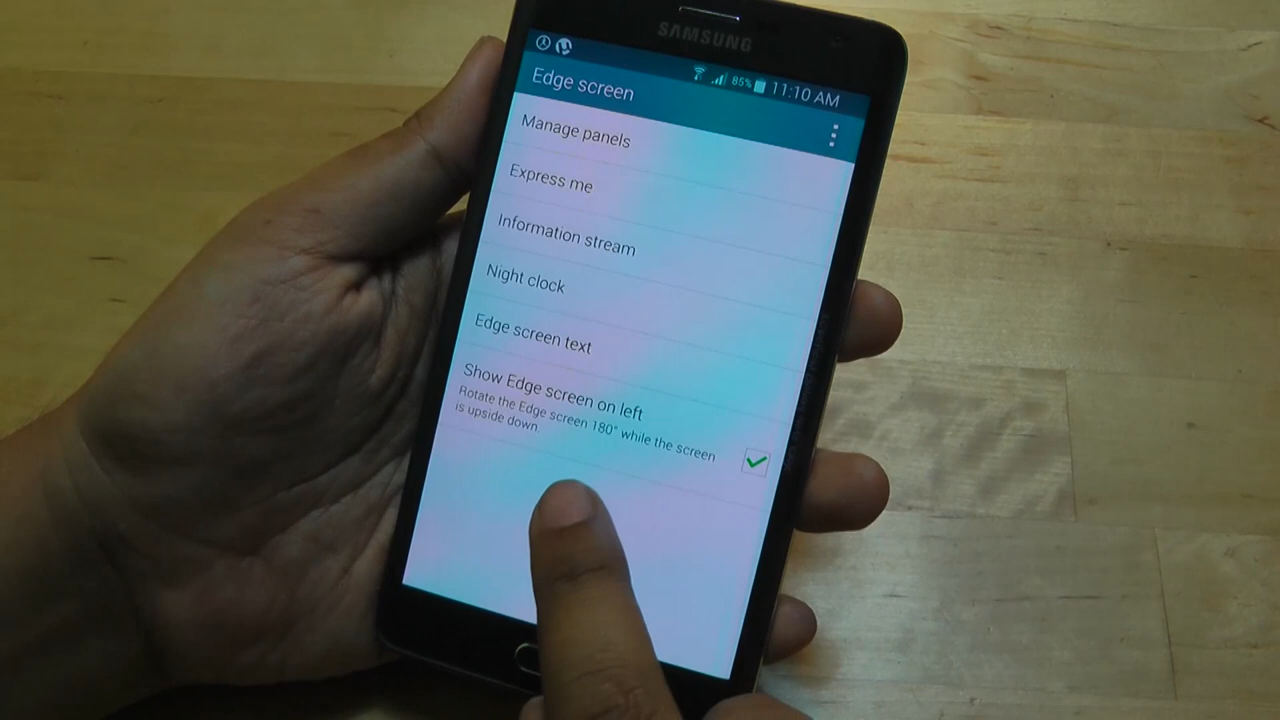 SAMSUNG
85% 11:10 AM
Edge screen
Manage panels
Express me
Information stream
Night clock
Edge screen text
Show Edge screen on left
Rotate the Edge screen 180° while the screen
is upside down.